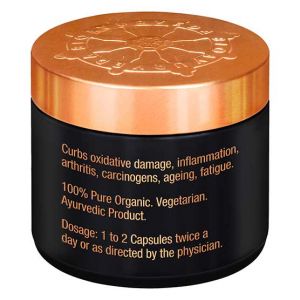 Curbs oxidative damage, inflammation,
arthritis, carcinogens, ageing, fatigue.
100% Pure Organic. Vegetarian.
Ayurvedic Product.
Dosage: 1 to 2 Capsules twice a
day or as directed by the physician.